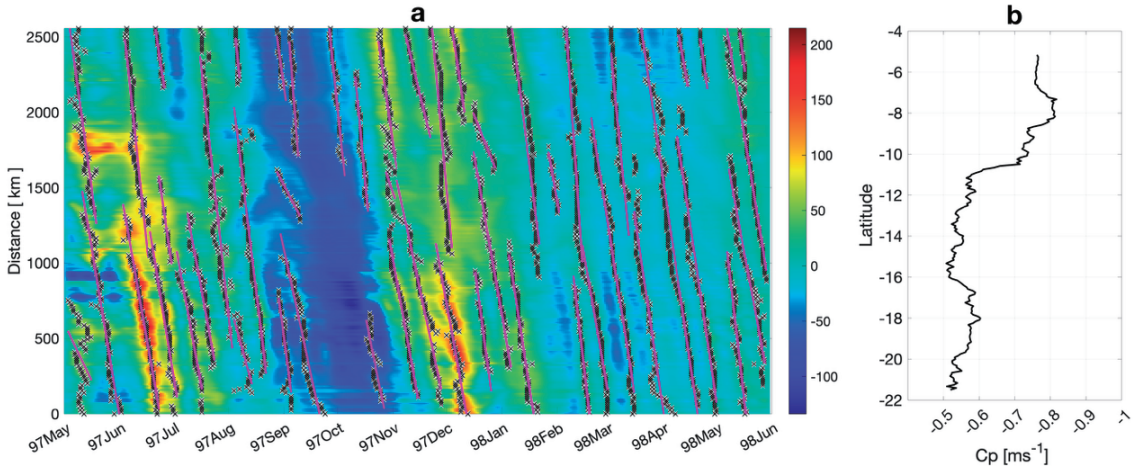 a
2500
2000
1500
1000
500
0
Distance [ km ]
97May
97Jun
97Jul
97Aug
97Sep
97Oct
97Nov
97Dec
98Jan
98Feb
98Mar
98Apr
98May
98Jun
200
150
100
50
0
-50
-100
b
-4
-6
-8
-10
-12
-14
-16
-18
-20
-22
Latitude
-0.5
-0.6
-0.7
-0.8
-0.9
-1
Cp [ms⁻¹]